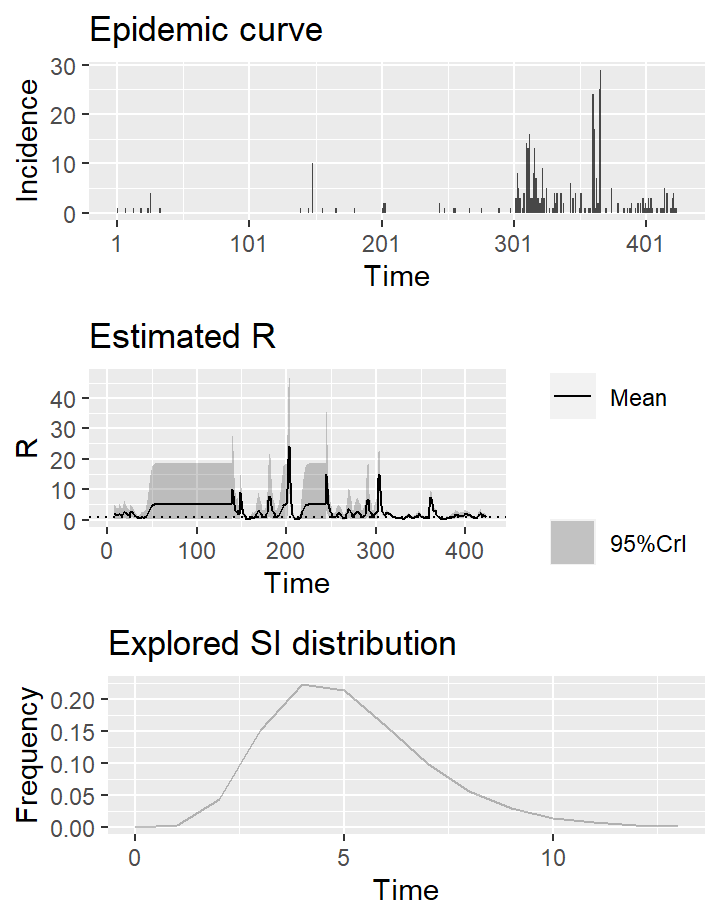 Epidemic curve
30
20
10
0
Incidence
1 101 201 301 401
Time
Estimated R
40
30
20
10
0
R
0 100 200 300 400
Time
Mean
95%CrI
Explored SI distribution
0.20
0.15
0.10
0.05
0.00
Frequency
0 5 10
Time